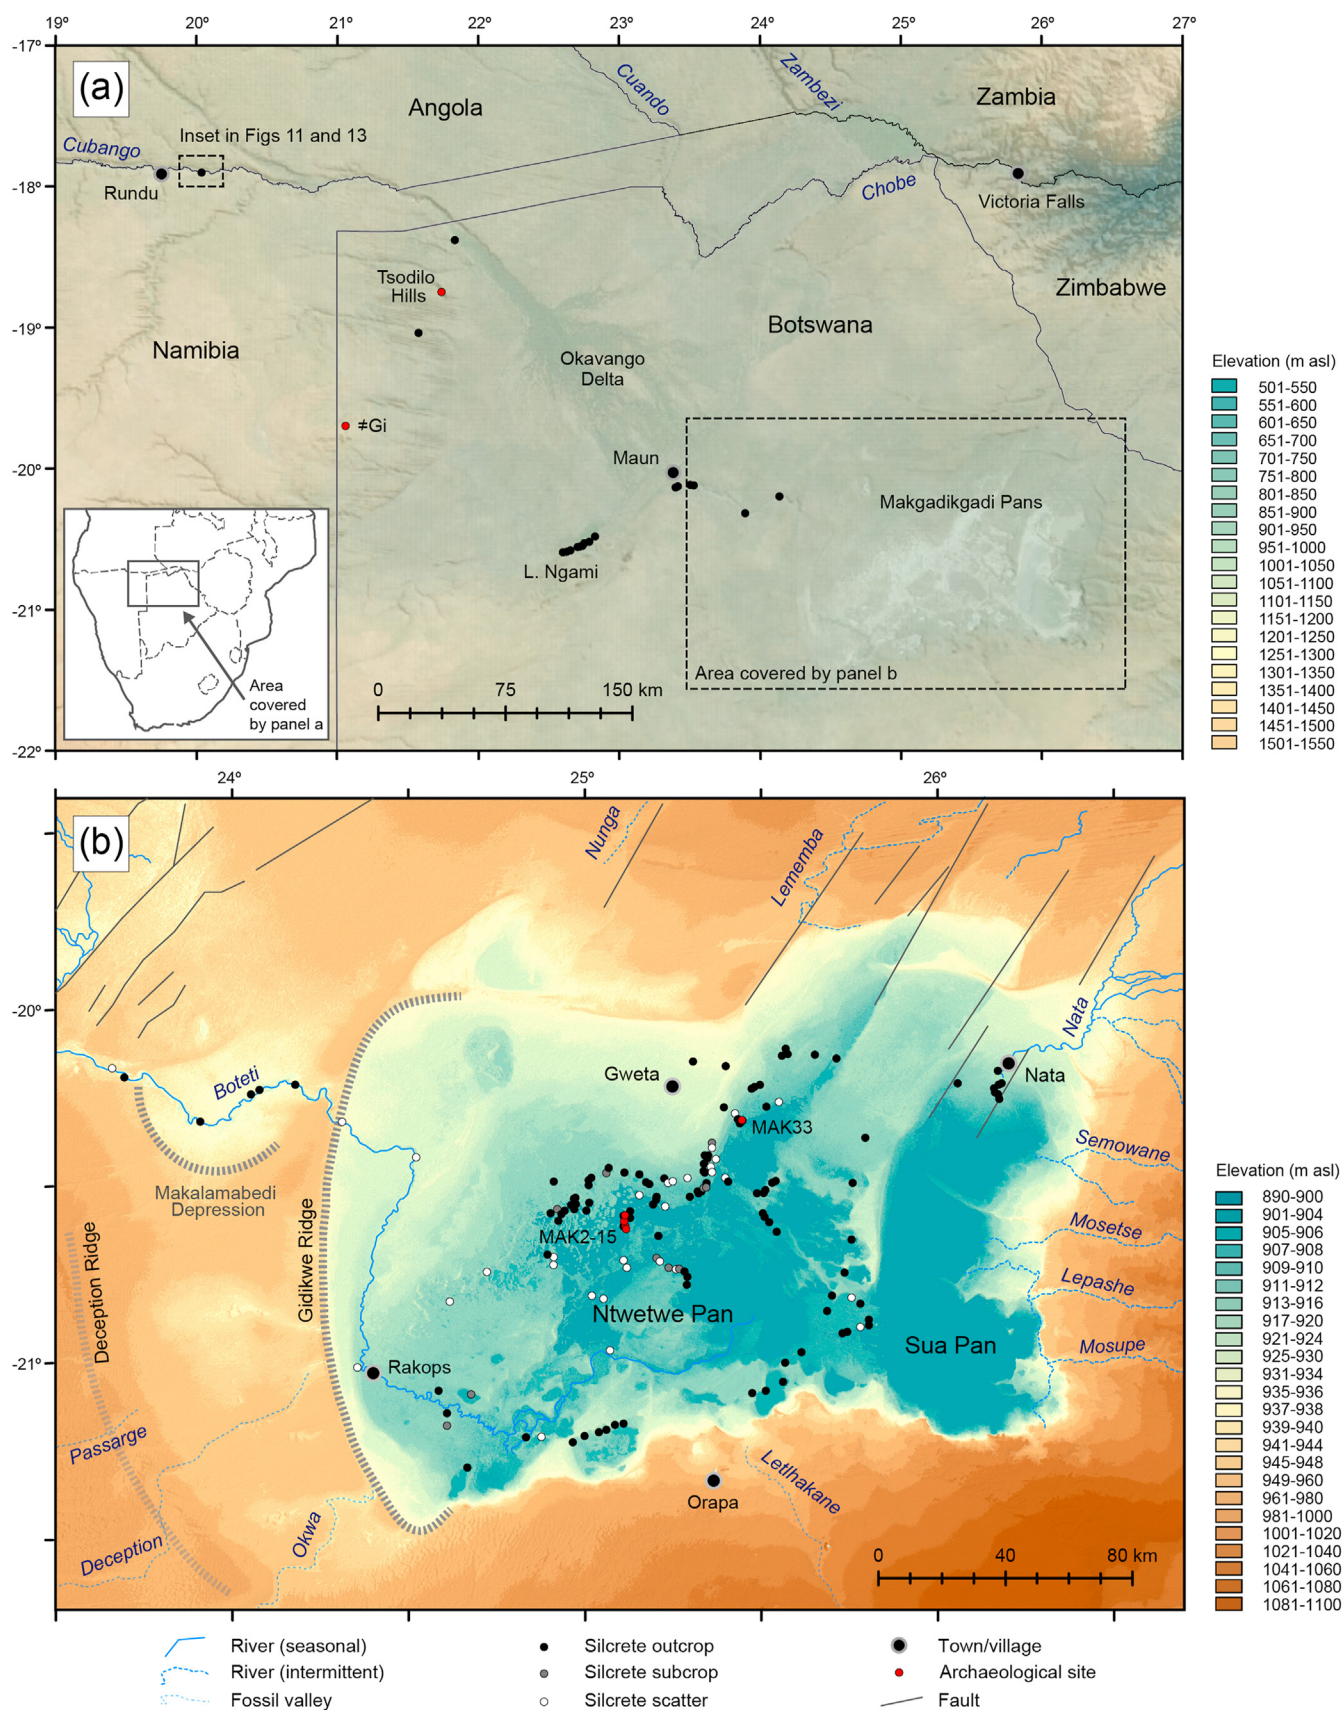 19° 20° 21° 22° 23° 24° 25° 26° 27°
-17°
(a)
Angola
Cuando
Zambezi
Zambia
Inset in Figs 11 and 13
Cubango
Rundu
-18°
Chobe
Victoria Falls
Tsodilo
Hills
Zimbabwe
-19°
Namibia
Botswana
Okavango
Delta
≠Gi
Maun
-20°
Makgadikgadi Pans
L. Ngami
-21°
Area
covered
by panel a
0 75 150 km
Area covered by panel b
-22°
Elevation (m asl)
501-550
551-600
601-650
651-700
701-750
751-800
801-850
851-900
901-950
951-1000
1001-1050
1051-1100
1101-1150
1151-1200
1201-1250
1251-1300
1301-1350
1351-1400
1401-1450
1451-1500
1501-1550
24° 25° 26°
(b)
Nunga
Lememba
-20°
Nata
Boteti
Gweta
Nata
MAK33
Semowane
Makalamabedi
Depression
MAK2-15
Mosetse
Deception Ridge
Gidikwe Ridge
Lepashe
Ntwetwe Pan
Sua Pan
Mosupe
-21°
Rakops
Passarge
Letlhakane
Orapa
Okwa
Deception
0 40 80 km
Elevation (m asl)
890-900
901-904
905-906
907-908
909-910
911-912
913-916
917-920
921-924
925-930
931-934
935-936
937-938
939-940
941-944
945-948
949-960
961-980
981-1000
1001-1020
1021-1040
1041-1060
1061-1080
1081-1100
River (seasonal)
Silcrete outcrop
Town/village
River (intermittent)
Silcrete subcrop
Archaeological site
Fossil valley
Silcrete scatter
Fault